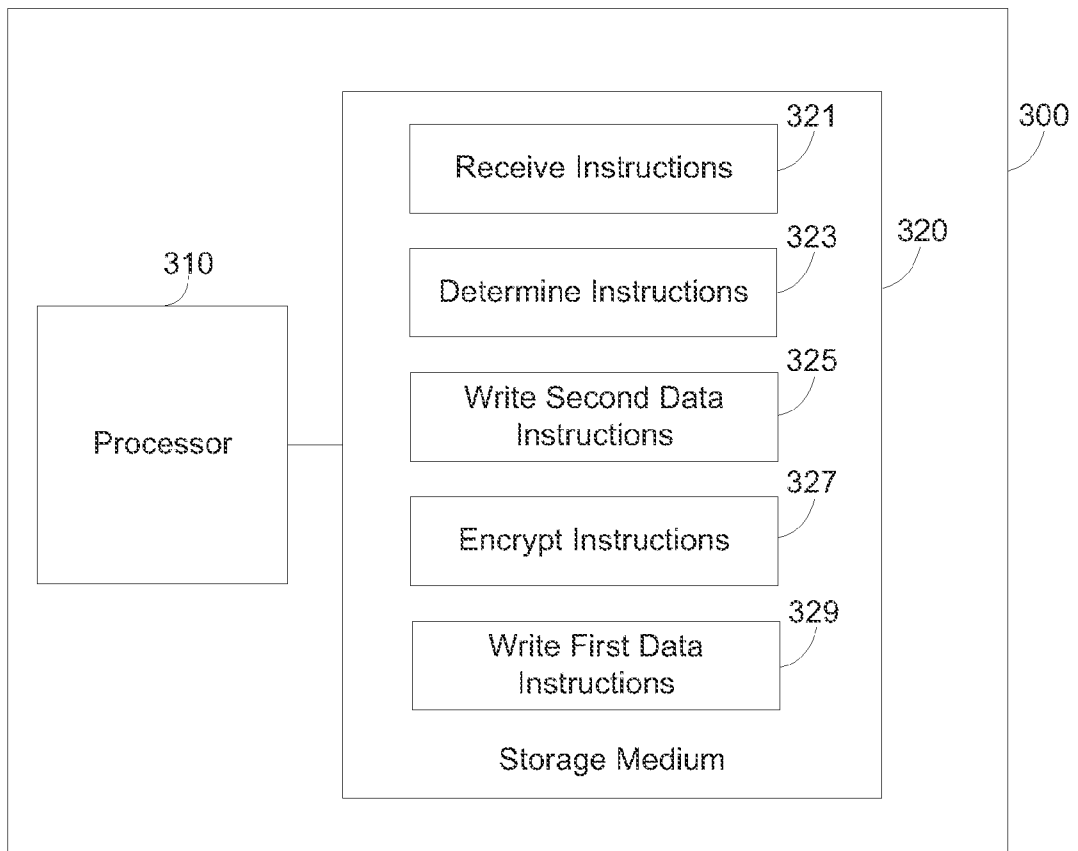 321
300
Receive Instructions
323
320
310
Determine Instructions
325
Write Second Data
Instructions
Processor
327
Encrypt Instructions
329
Write First Data
Instructions
Storage Medium